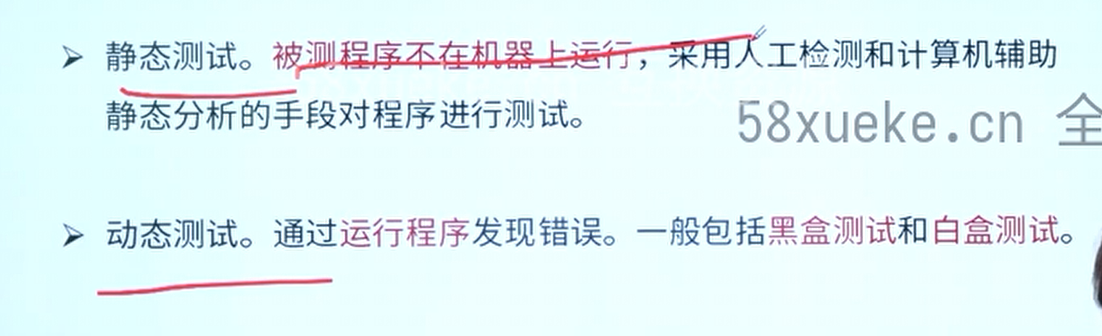 ➢ 静态测试。被测程序不在机器上运行，采用人工检测和计算机辅助
静态分析的手段对程序进行测试。
58xueke.cn 全
➢ 动态测试。通过运行程序发现错误。一般包括黑盒测试和白盒测试。